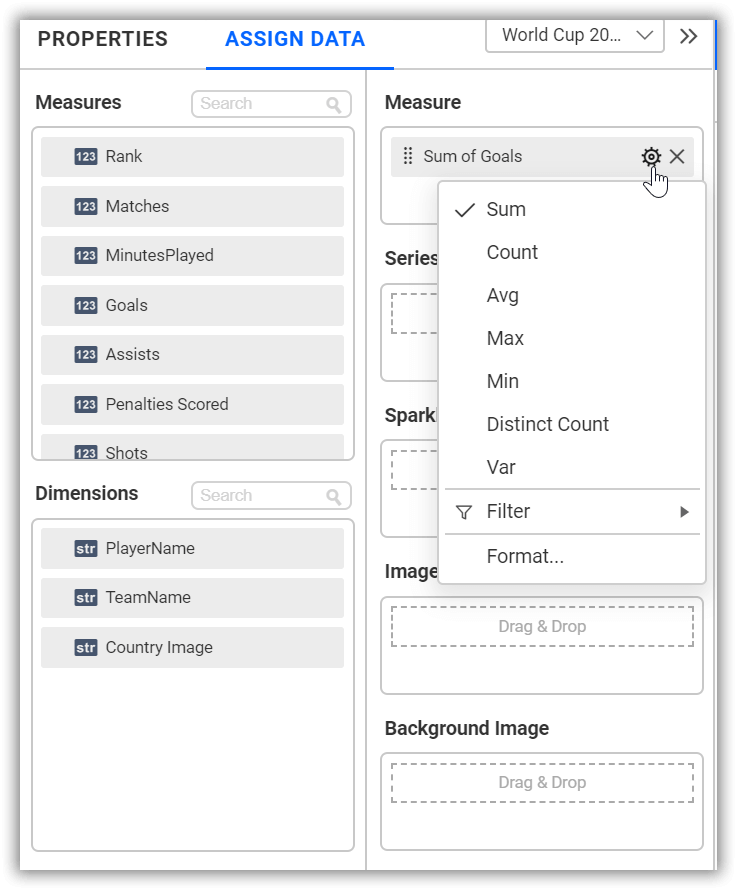 PROPERTIES
ASSIGN DATA
World Cup 20...
Measures
Search
123 Rank
123 Matches
123 MinutesPlayed
123 Goals
123 Assists
123 Penalties Scored
123 Shots
Dimensions
Search
str PlayerName
str TeamName
str Country Image
Measure
Sum of Goals
Sum
Count
Avg
Max
Min
Distinct Count
Var
Filter
Format...
Series
Spark
Image
Drag & Drop
Background Image
Drag & Drop